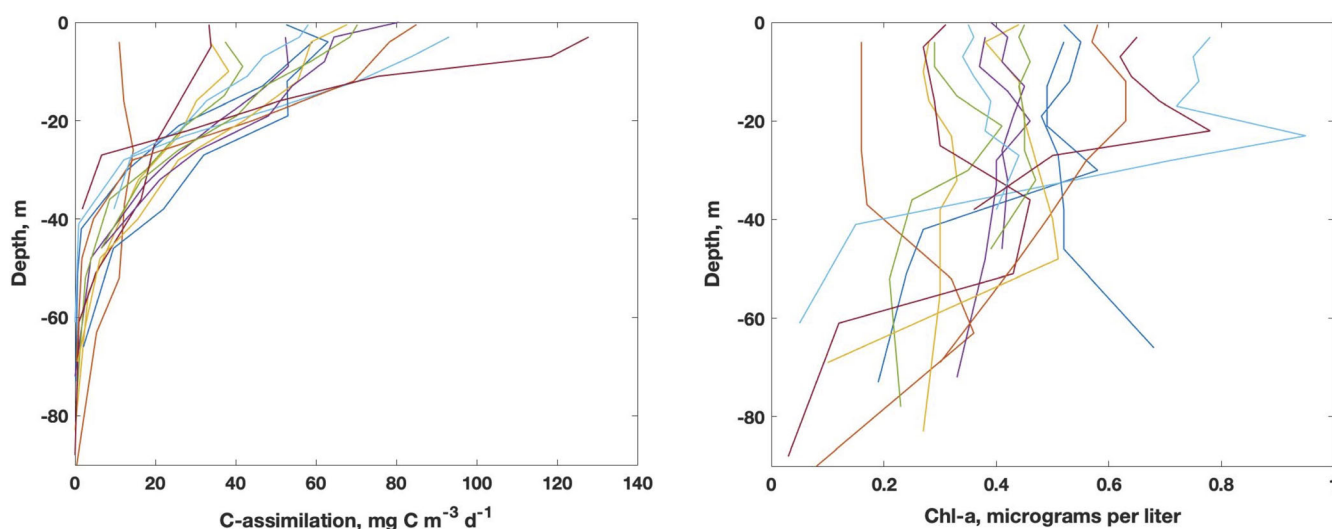 0
-20
-40
-60
-80
Depth, m
0 20 40 60 80 100 120 140
C-assimilation, mg C m⁻³ d⁻¹
0
-20
-40
-60
-80
Depth, m
0 0.2 0.4 0.6 0.8 1
Chl-a, micrograms per liter